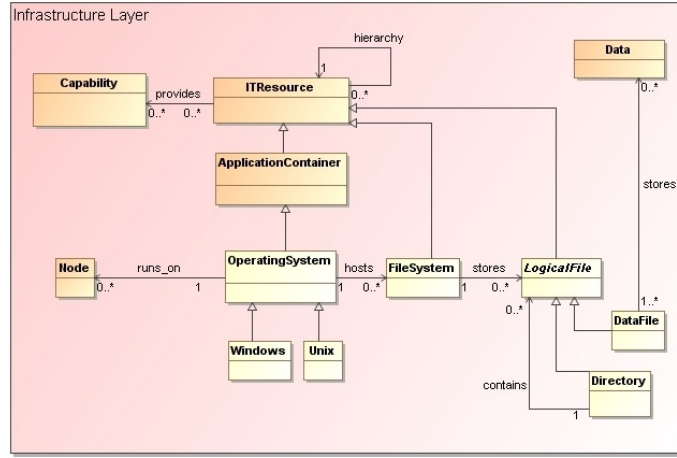 Infrastructure Layer
hierarchy
Data
Capability
provides
ITResource
1
0..*
0..*
0..*
0..*
ApplicationContainer
stores
Node
runs_on
OperatingSystem
hosts
FileSystem
stores
LogicalFile
0..*
1
1
0..*
1
0..*
0..*
1..*
DataFile
Windows
Unix
contains
Directory
1